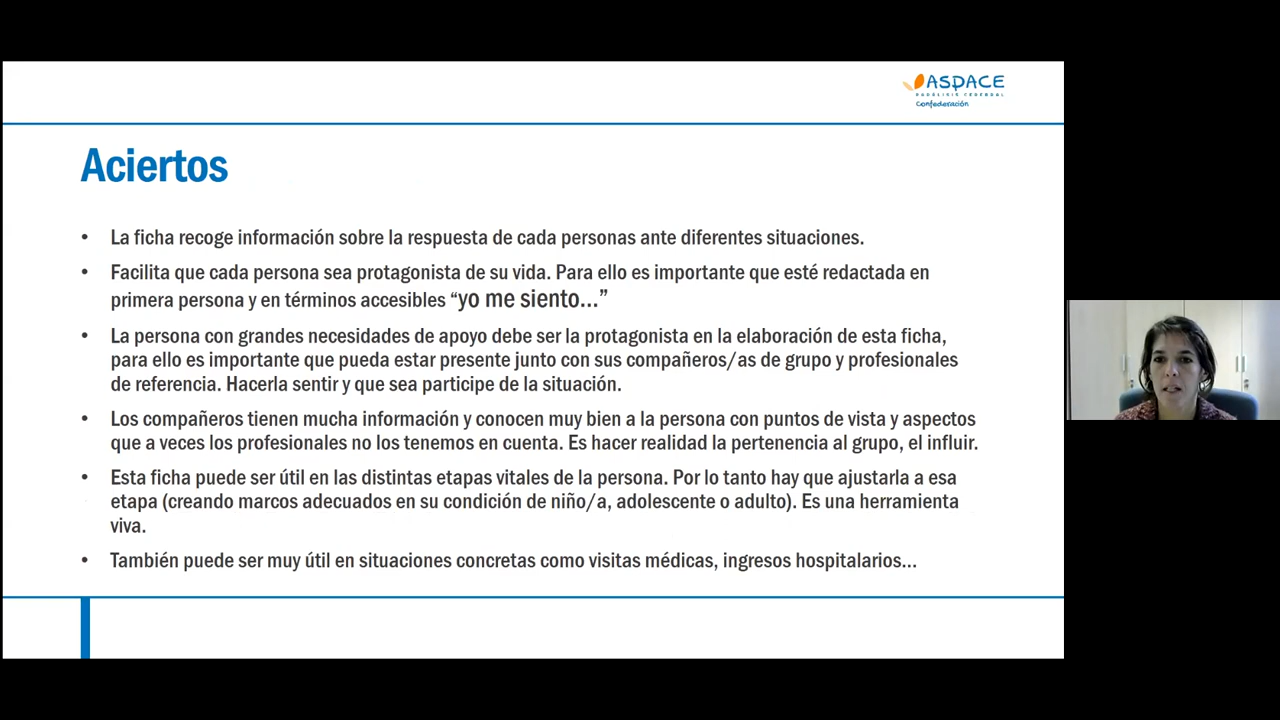 ASPACE
PARÁLISIS CEREBRAL
Confederación
Aciertos
• La ficha recoge información sobre la respuesta de cada personas ante diferentes situaciones.
• Facilita que cada persona sea protagonista de su vida. Para ello es importante que esté redactada en
primera persona y en términos accesibles “yo me siento...”
• La persona con grandes necesidades de apoyo debe ser la protagonista en la elaboración de esta ficha,
para ello es importante que pueda estar presente junto con sus compañeros/as de grupo y profesionales
de referencia. Hacerla sentir y que sea participe de la situación.
• Los compañeros tienen mucha información y conocen muy bien a la persona con puntos de vista y aspectos
que a veces los profesionales no los tenemos en cuenta. Es hacer realidad la pertenencia al grupo, el influir.
• Esta ficha puede ser útil en las distintas etapas vitales de la persona. Por lo tanto hay que ajustarla a esa
etapa (creando marcos adecuados en su condición de niño/a, adolescente o adulto). Es una herramienta
viva.
• También puede ser muy útil en situaciones concretas como visitas médicas, ingresos hospitalarios...